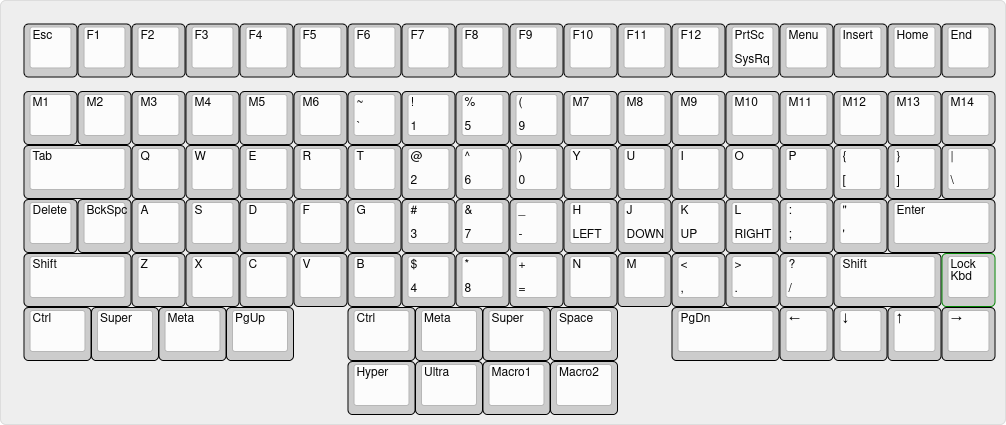 Esc F1 F2 F3 F4 F5 F6 F7 F8 F9 F10 F11 F12 PrtSc Menu Insert Home End
SysRq
M1 M2 M3 M4 M5 M6 ~ ! % ( M7 M8 M9 M10 M11 M12 M13 M14
` 1 5 9
Tab Q W E R T @ ^ ) Y U I O P { } |
2 6 0 [ ] \
Delete BckSpc A S D F G # & _ H J K L : " Enter
3 7 - LEFT DOWN UP RIGHT ; '
Shift Z X C V B $ * + N M < > ? Shift Lock
Kbd
4 8 = , . /
Ctrl Super Meta PgUp Ctrl Meta Super Space PgDn ← ↓ ↑ →
Hyper Ultra Macro1 Macro2